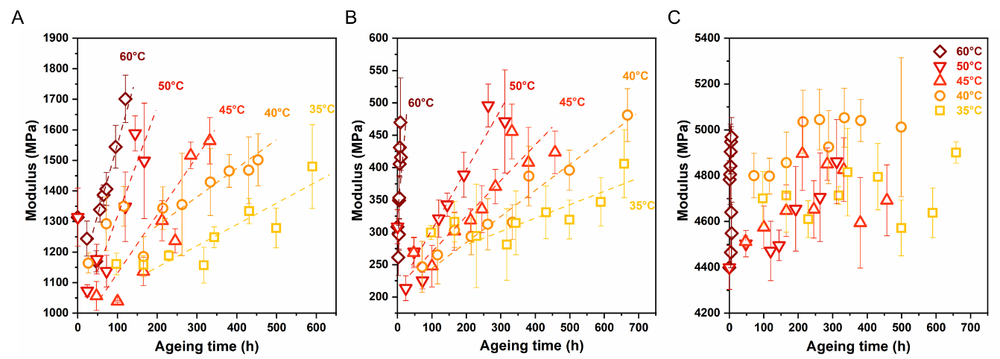 A
Modulus (MPa)
1900
1800
1700
1600
1500
1400
1300
1200
1100
1000
60°C
50°C
45°C
40°C
35°C
0
100
200
300
400
500
600
Ageing time (h)
B
Modulus (MPa)
600
550
500
450
400
350
300
250
200
60°C
50°C
45°C
40°C
35°C
0
100
200
300
400
500
600
700
Ageing time (h)
C
Modulus (MPa)
5400
5200
5000
4800
4600
4400
4200
60°C
50°C
45°C
40°C
35°C
0
100
200
300
400
500
600
700
Ageing time (h)